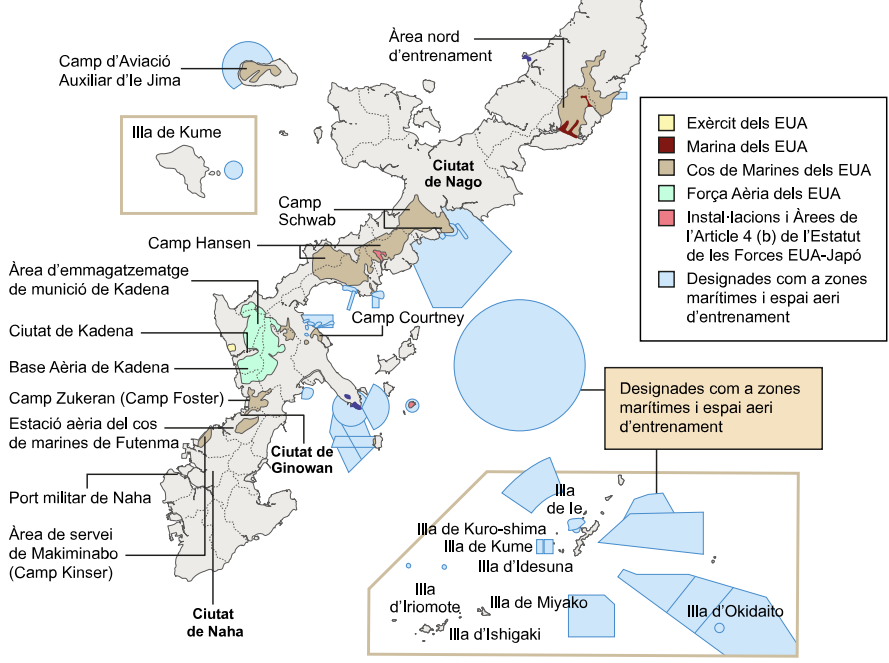 Àrea nord
d'entrenament
Camp d'Aviació
Auxiliar d'Ie Jima
Illa de Kume
Ciutat
de Nago
Camp
Schwab
Camp Hansen
Àrea d'emmagatzematge
de munició de Kadena
Camp Courtney
Ciutat de Kadena
Base Aèria de Kadena
Camp Zukeran (Camp Foster)
Estació aèria del cos
de marines de Futenma
Ciutat de
Ginowan
Port militar de Naha
Àrea de servei
de Makiminabo
(Camp Kinser)
Ciutat
de Naha
Exèrcit dels EUA
Marina dels EUA
Cos de Marines dels EUA
Força Aèria dels EUA
Instal·lacions i Àrees de
l'Article 4 (b) de l'Estatut
de les Forces EUA-Japó
Designades com a zones
marítimes i espai aeri
d'entrenament
Designades com a zones
marítimes i espai aeri
d'entrenament
Illa
de Ie
Illa de Kuro-shima
Illa de Kume
Illa d'Idesuna
Illa
d'Iriomote
Illa de Miyako
Illa d'Ishigaki
Illa d'Okidaito